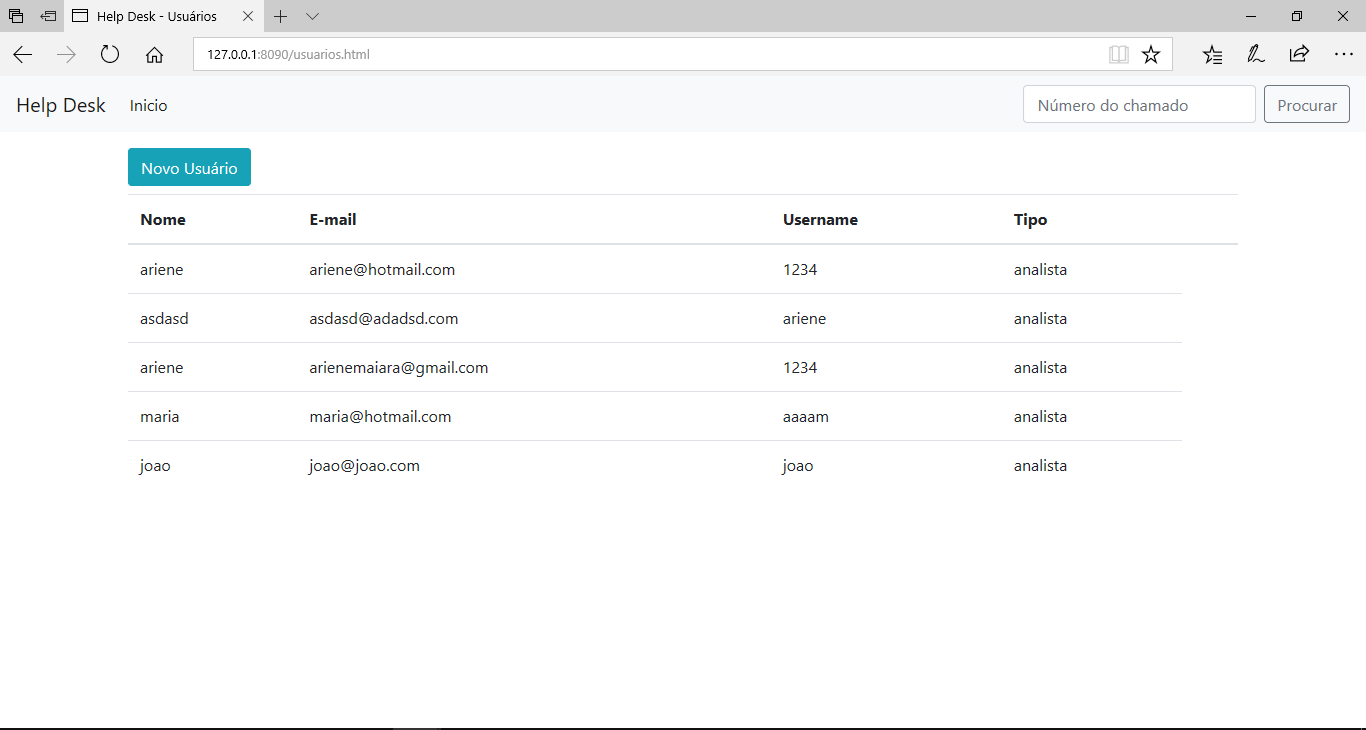 Help Desk - Usuários
127.0.0.1:8090/usuarios.html
Help Desk Inicio Número do chamado Procurar
Novo Usuário
Nome E-mail Username Tipo
ariene ariene@hotmail.com 1234 analista
asdasd asdasd@adadsd.com ariene analista
ariene arienemaiara@gmail.com 1234 analista
maria maria@hotmail.com aaaam analista
joao joao@joao.com joao analista